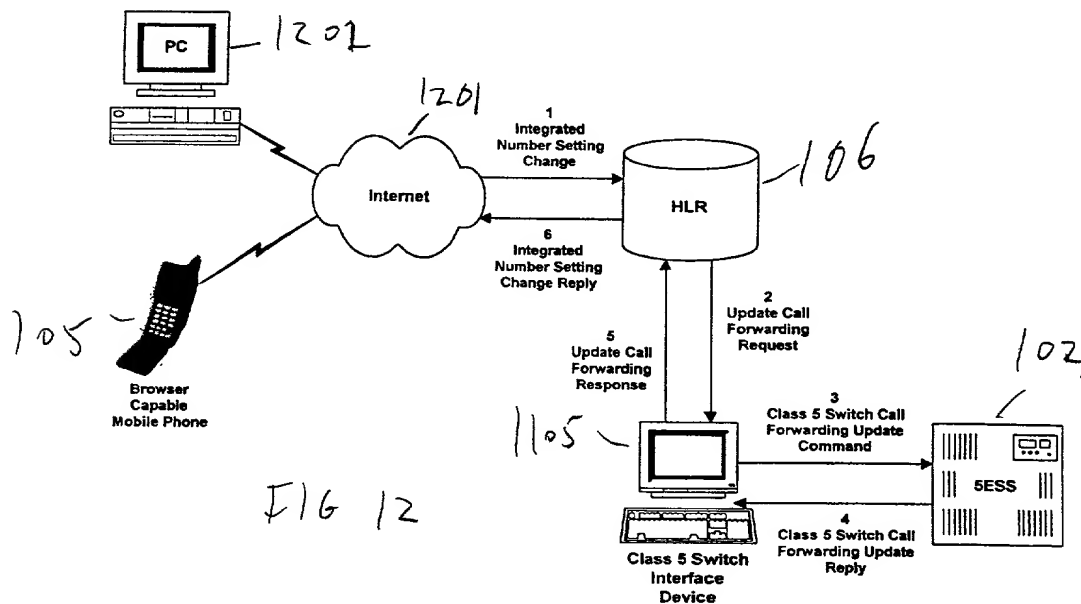 PC
1202
1201
1
Integrated
Number Setting
Change
106
Internet
HLR
6
Integrated
Number Setting
Change Reply
2
Update Call
Forwarding
Request
5
Update Call
Forwarding
Response
105
Browser
Capable
Mobile Phone
102
1105
3
Class 5 Switch Call
Forwarding Update
Command
5ESS
4
Class 5 Switch Call
Forwarding Update
Reply
FIG 12
Class 5 Switch
Interface
Device